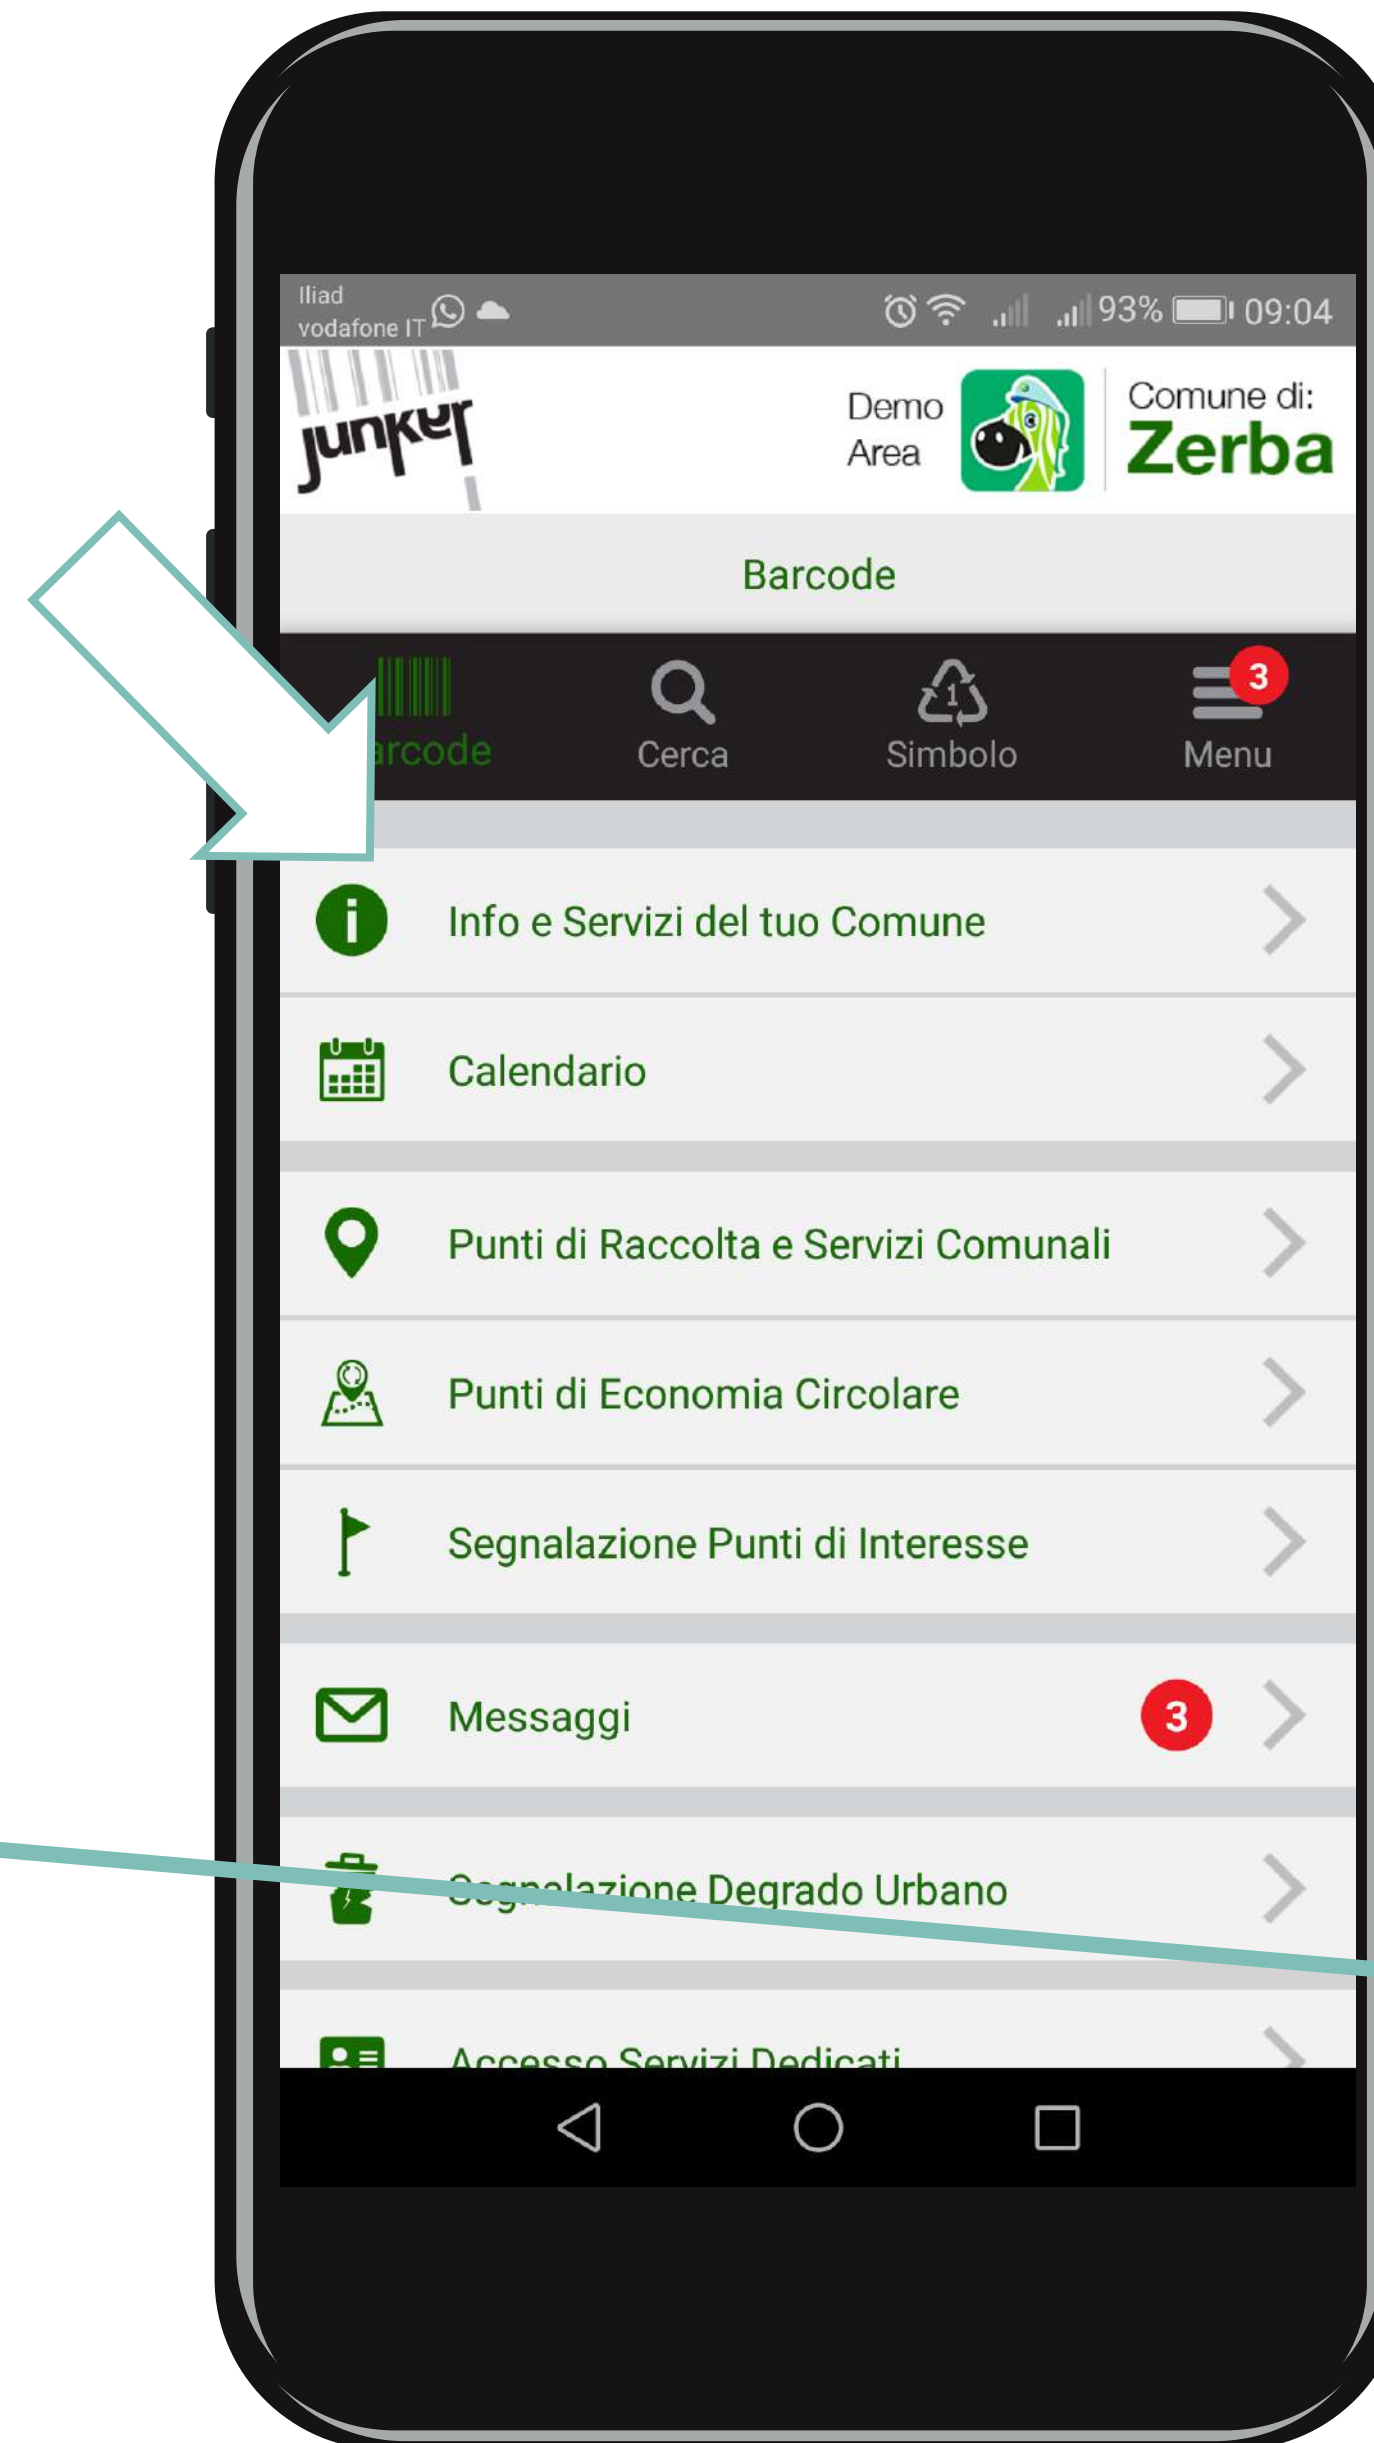 Iliad
vodafone IT
93% 09:04
junker
Demo
Area
Comune di:
Zerba
Barcode
3
Cerca
Simbolo
Menu
Info e Servizi del tuo Comune
Calendario
Punti di Raccolta e Servizi Comunali
Punti di Economia Circolare
Segnalazione Punti di Interesse
Messaggi 3
Segnalazione Degrado Urbano
Accesso Servizi Dedicati